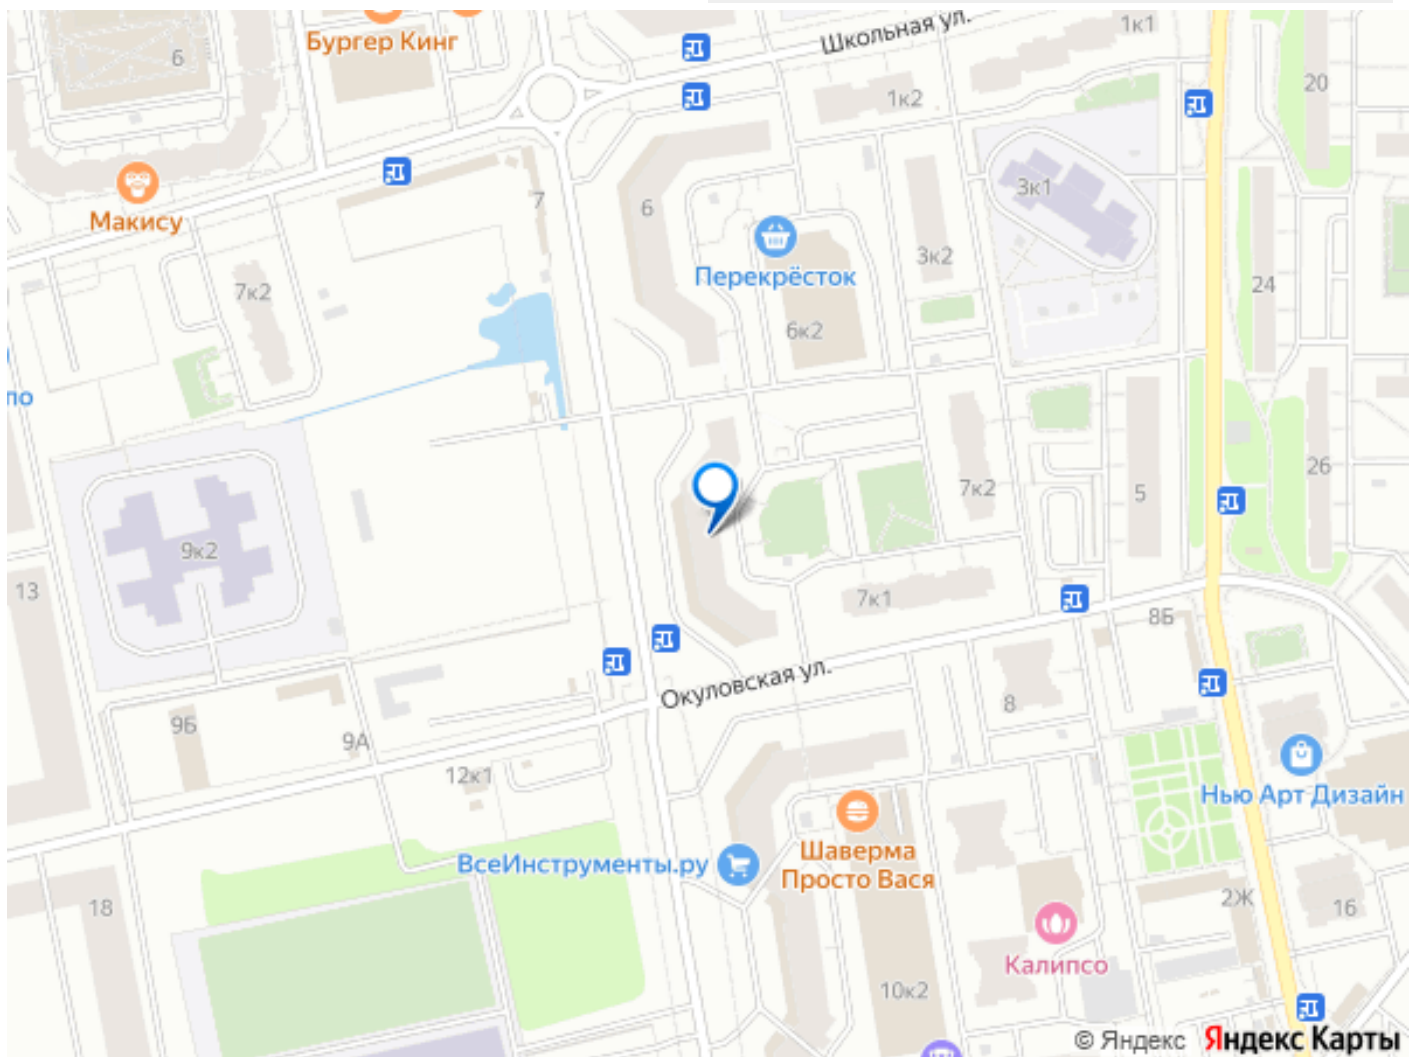 Школьная ул.
1к1
Бургер Кинг
6
20
1к2
3к1
Макису
7
6
Перекрёсток
3к2
24
7к2
6к2
по
26
7к2
5
9к2
13
7к1
8Б
Окуловская ул.
8
9Б
9А
12к1
Нью Арт Дизайн
ВсеИнструменты.ру
Шаверма
Просто Вася
18
2Ж
16
Калипсо
10к2
© Яндекс Яндекс Карты